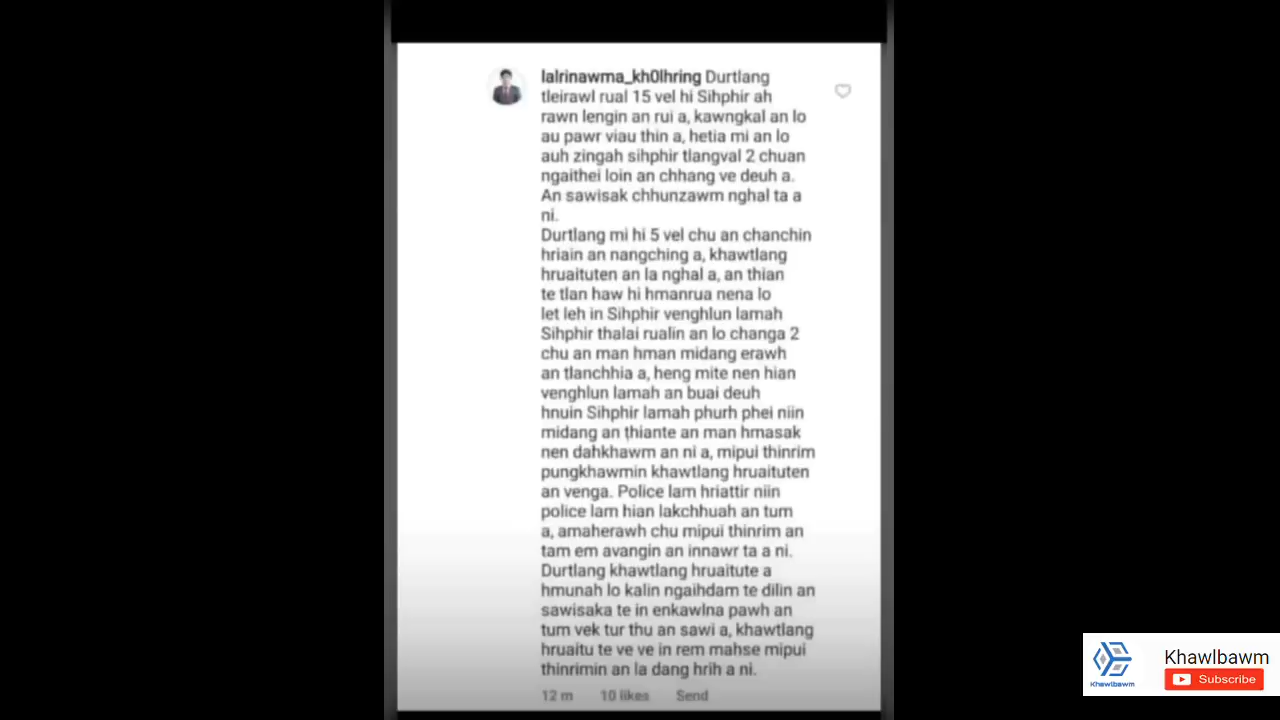 lalrinawma_kh0lhring Durtlang
tleirawl rual 15 vel hi Sihphir ah
rawn lengin an rui a, kawngkal an lo
au pawr viau thin a, hetia mi an lo
auh zingah sihphir tlangval 2 chuan
ngaithei loin an chhang ve deuh a.
An sawisak chhunzawm nghal ta a
ni.
Durtlang mi hi 5 vel chu an chanchin
hriain an nangching a, khawtlang
hruaituten an la nghal a, an thian
te tlan haw hi hmanrua nena lo
let leh in Sihphir venghlun lamah
Sihphir thalai rualin an lo changa 2
chu an man hman midang erawh
an tlanchhia a, heng mite nen hian
venghlun lamah an buai deuh
hnuin Sihphir lamah phurh phei niin
midang an ṭhiante an man hmasak
nen dahkhawm an ni a, mipui thinrim
pungkhawmin khawtlang hruaituten
an venga. Police lam hriattir niin
police lam hian lakchhuah an tum
a, amaherawh chu mipui thinrim an
tam em avangin an innawr ta a ni.
Durtlang khawtlang hruaitute a
hmunah lo kalin ngaihdam te dilin an
sawisaka te in enkawlna pawh an
tum vek tur thu an sawi a, khawtlang
hruaitu te ve ve in rem mahse mipui
thinrimin an la dang hrih a ni.
12 m 10 likes Send
Khawlbawm
Khawlbawm
Subscribe